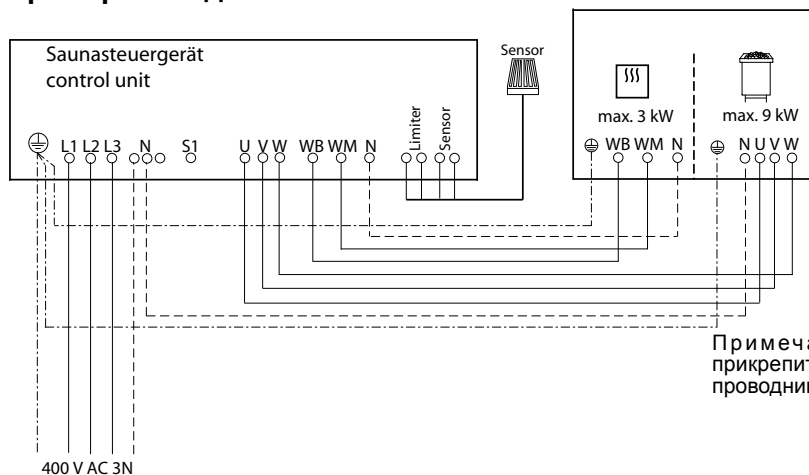 Saunasteuergerät
control unit
Sensor
max. 3 kW
max. 9 kW
L1 L2 L3 N S1 U V W WB WM N Limiter Sensor
WB WM N N U V W
Примеча
прикрепит
проводни
400 V AC 3N